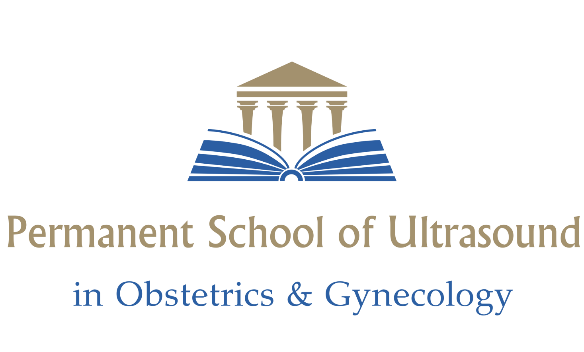 Permanent School of Ultrasound
in Obstetrics & Gynecology